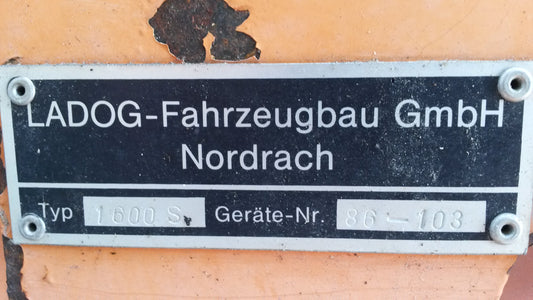 LADOG-Fahrzeugbau GmbH
Nordrach
Typ 1600 S. Geräte-Nr. 86-103